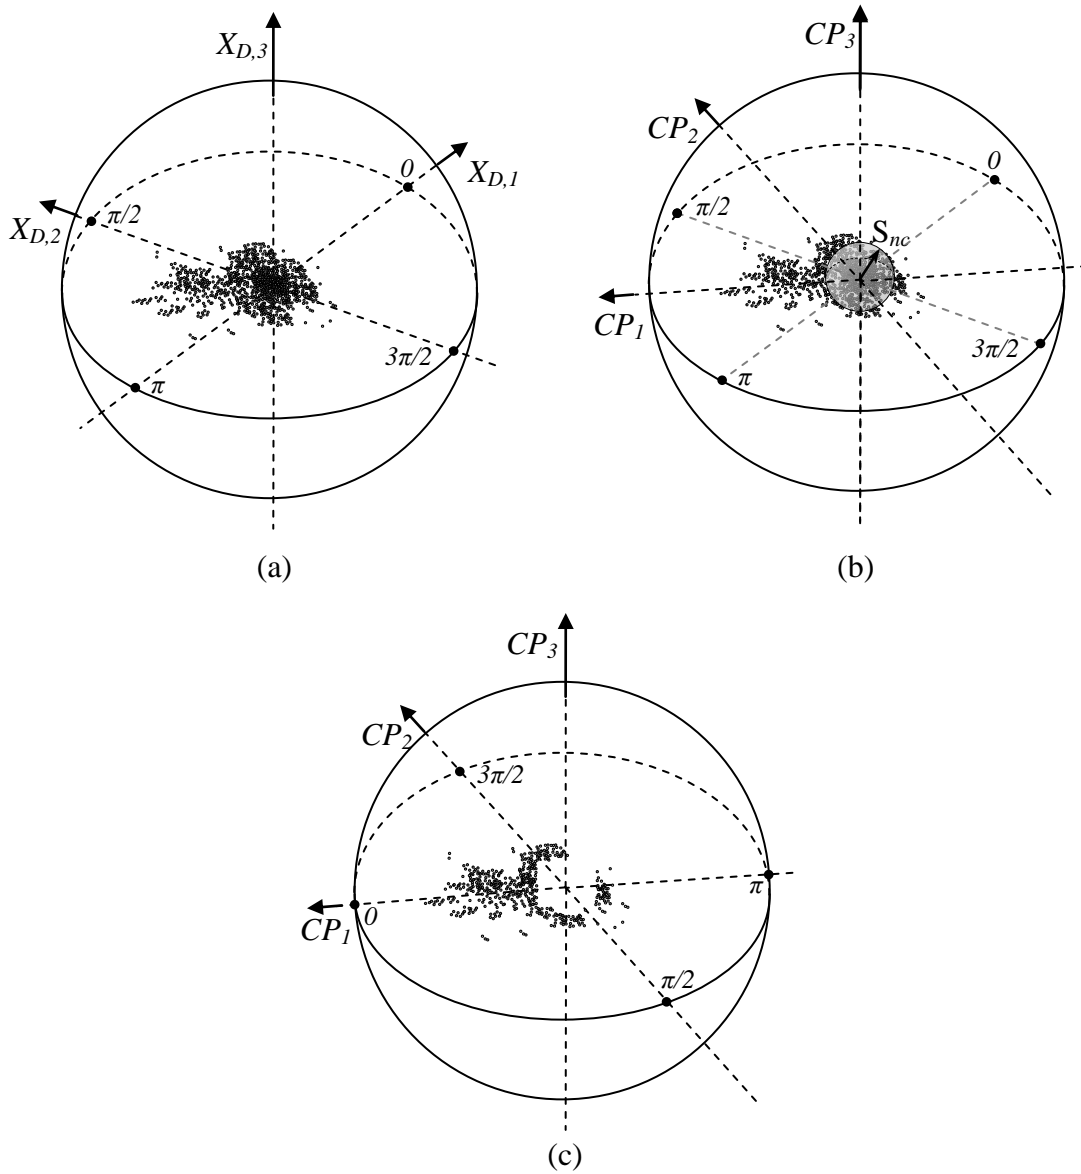 X_{D,3}
0
X_{D,1}
π/2
X_{D,2}
3π/2
π
(a)
CP_3
CP_2
0
π/2
S_{nc}
CP_1
3π/2
π
(b)
CP_3
CP_2
3π/2
π
0
CP_1
π/2
(c)